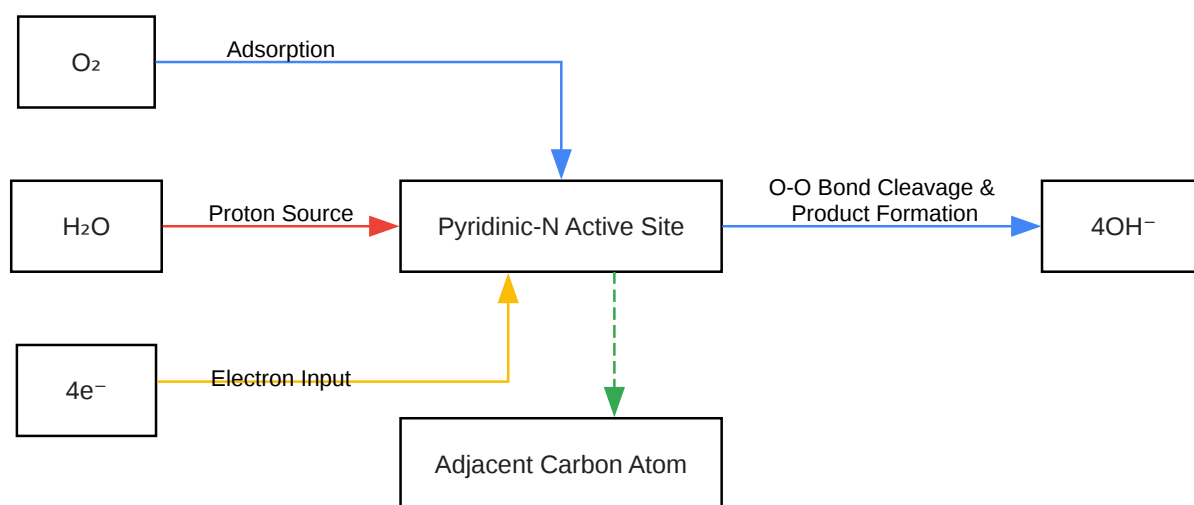 O₂
Adsorption
H₂O
Proton Source
Pyridinic-N Active Site
O-O Bond Cleavage &
Product Formation
4OH⁻
4e⁻
Electron Input
Adjacent Carbon Atom